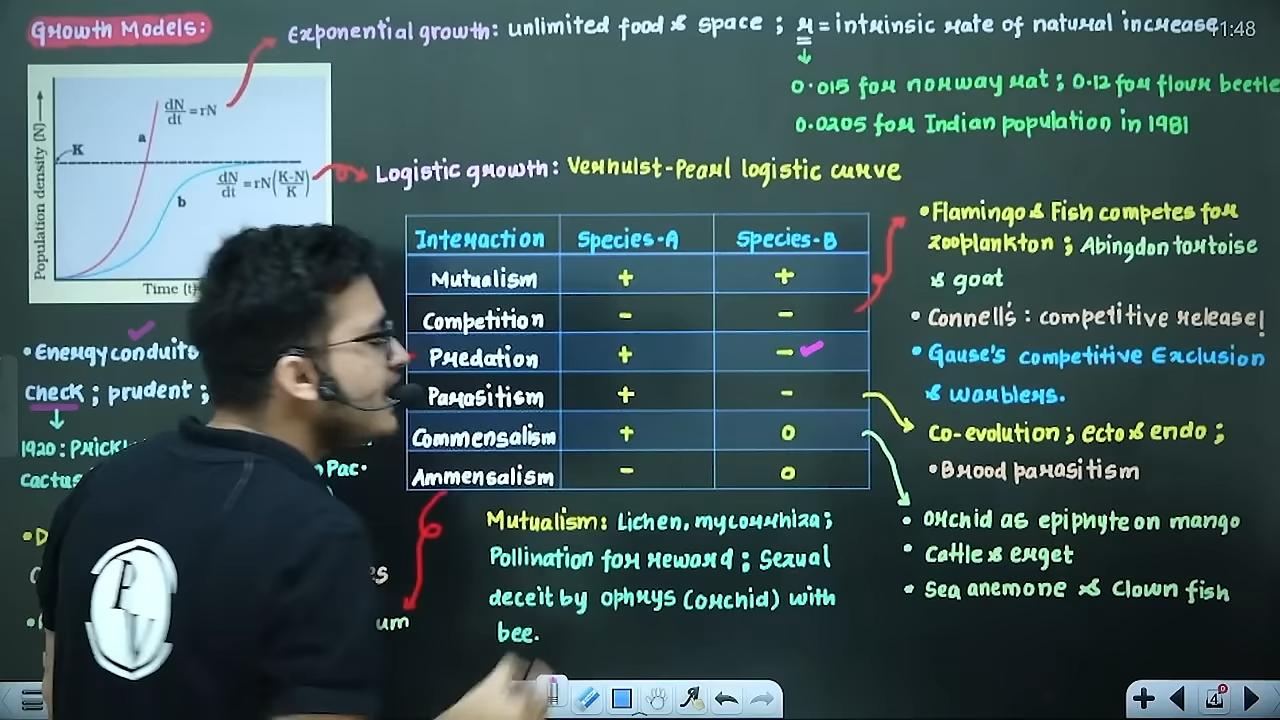 Growth Models:
Exponential growth: unlimited food & space ; r = intrinsic rate of natural increase
1:48
0.015 for norway rat ; 0.12 for flour beetle
0.0205 for Indian population in 1981
Population density (N)
dN/dt = rN
a
K
dN/dt = rN(K-N/K)
b
Time (t)
Logistic growth: Verhulst-Pearl logistic curve
Interaction Species-A Species-B
Mutualism + +
Competition - -
Predation + -
Parasitism + -
Commensalism + 0
Ammensalism - 0
• Flamingo & Fish competes for
zooplankton ; Abingdon tortoise
& goat
• Connell's : competitive release!
• Gause's competitive Exclusion
& warblers.
Co-evolution ; ecto & endo ;
• Brood parasitism
• Orchid as epiphyte on mango
• Cattle & erget
• Sea anemone & Clown fish
• Energy conduits
check ; prudent ;
1920 : Prickl
cactus
Pac.
• D
es
um
Mutualism: Lichen, mycorrhiza ;
Pollination for reward ; Sexual
deceit by ophrys (orchid) with
bee.
P
W
4